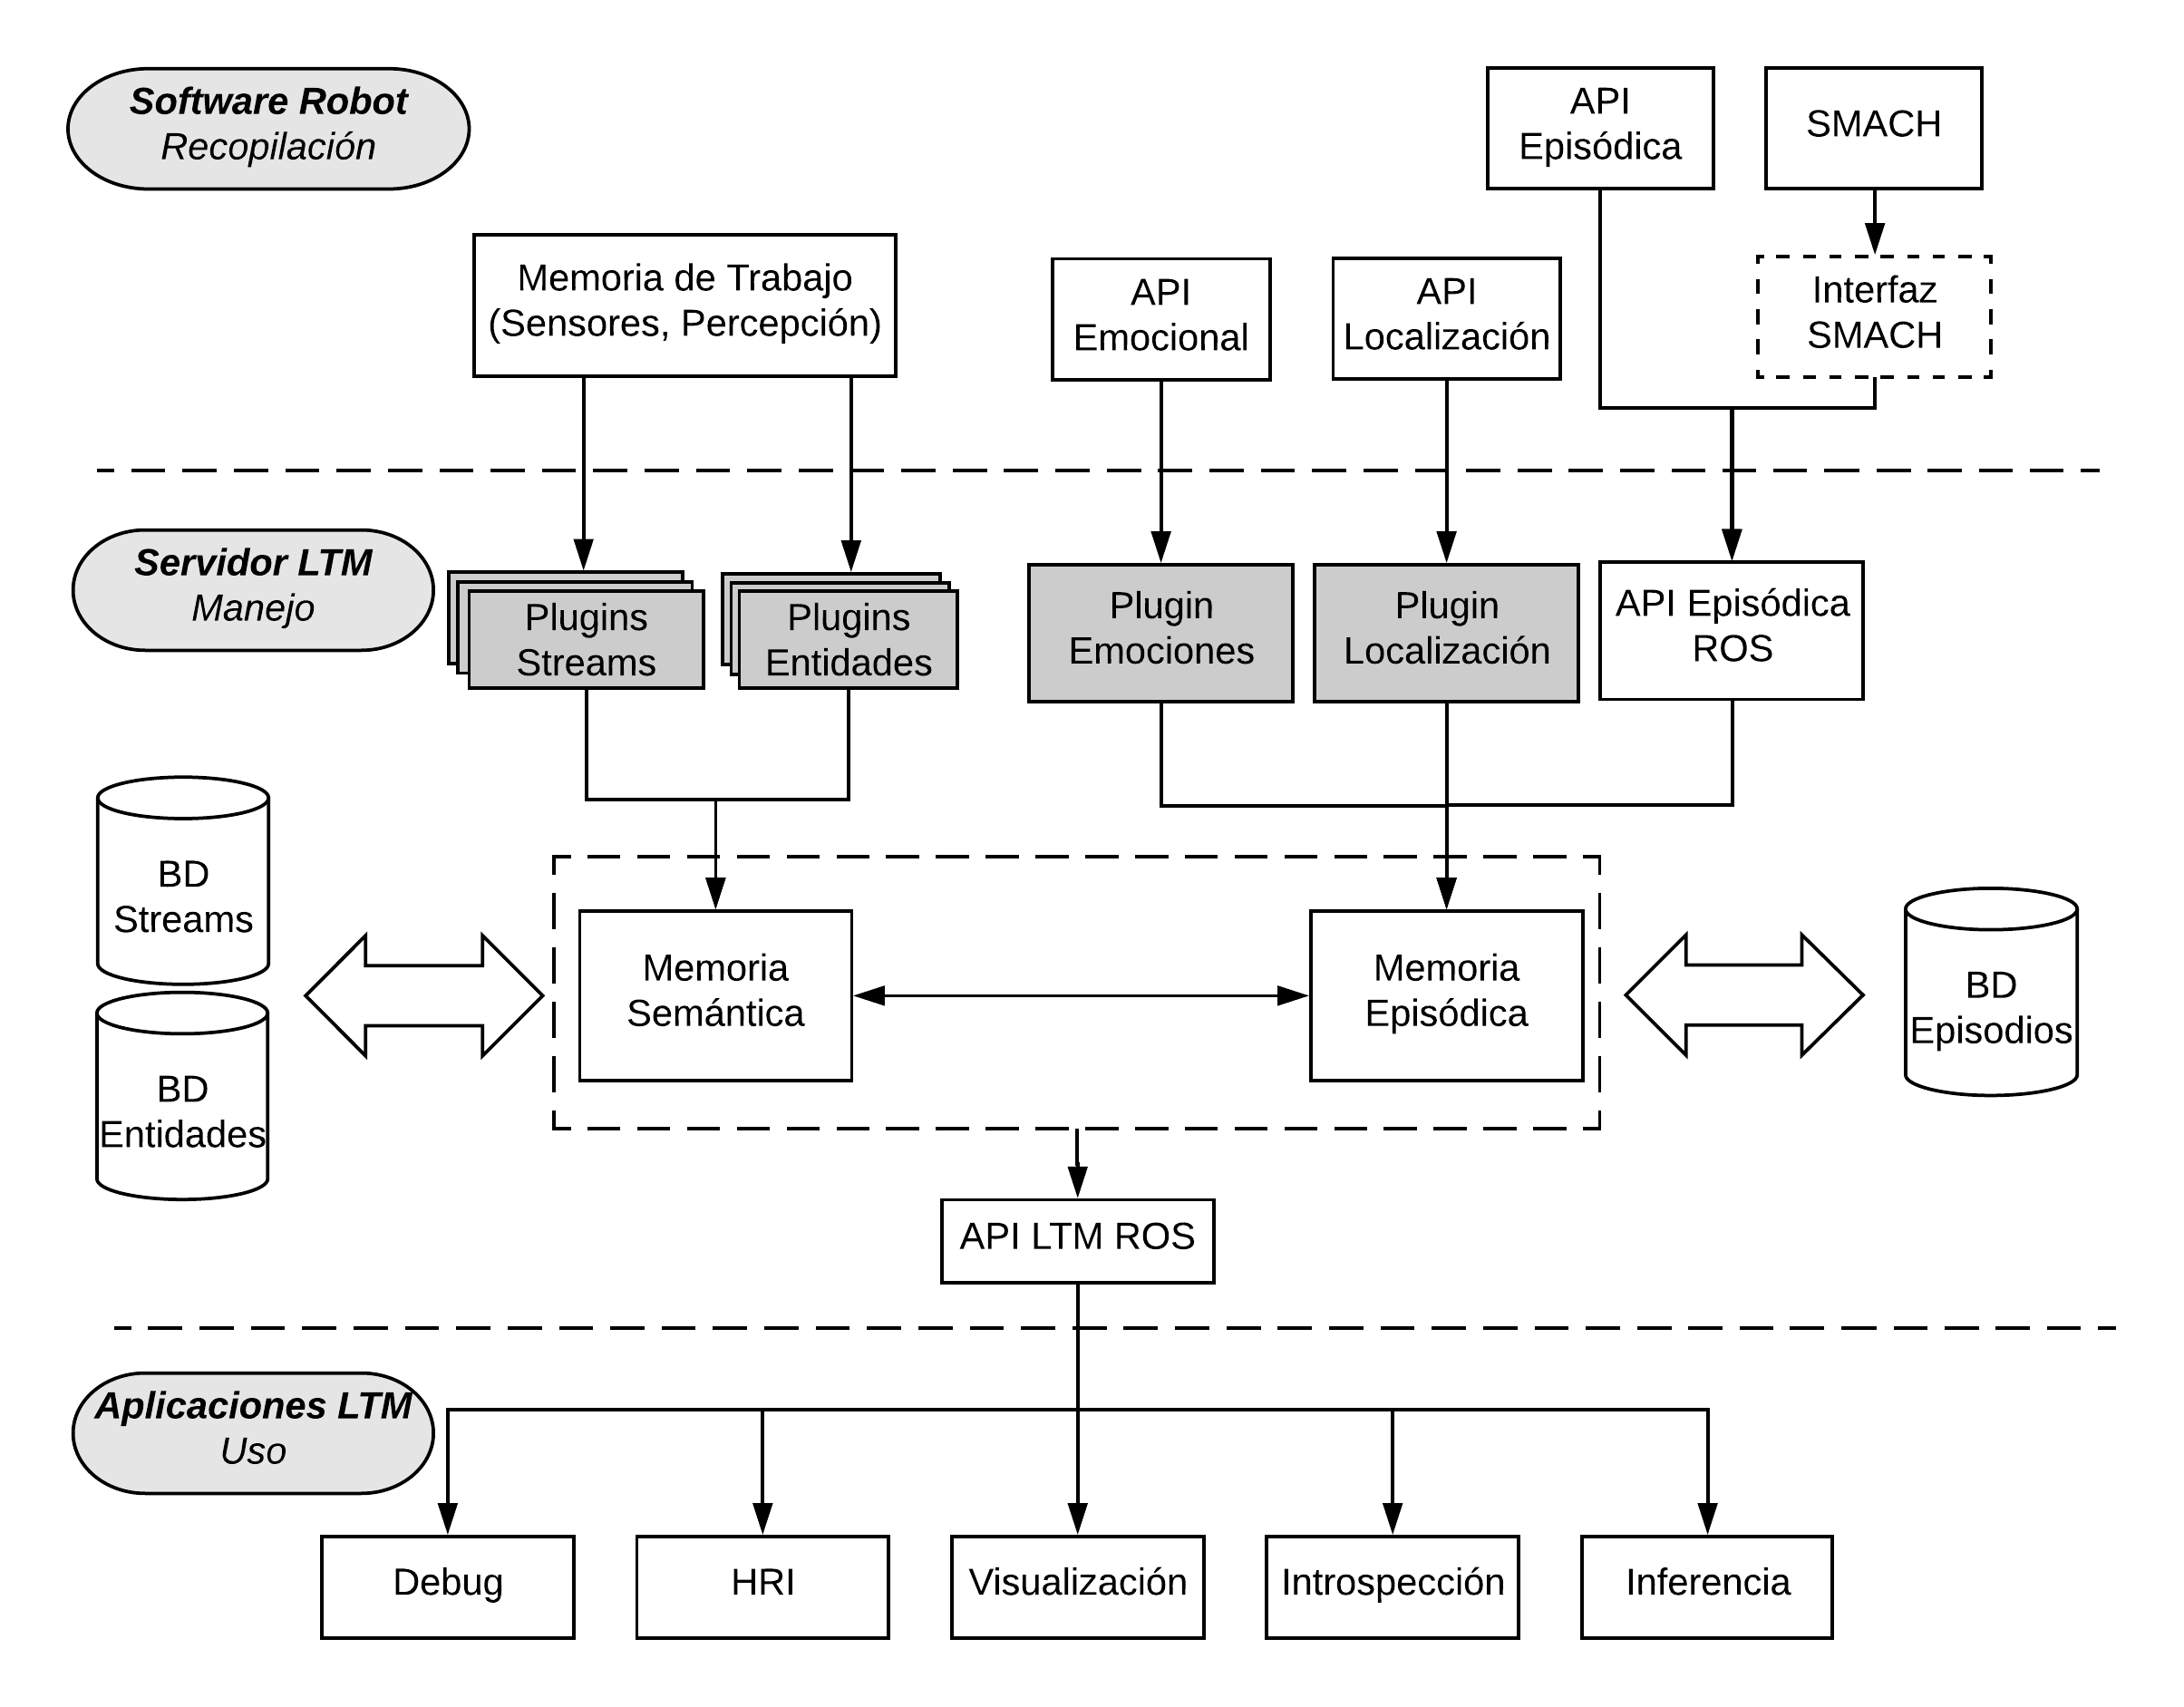 Software Robot
Recopilación
API
Episódica
SMACH
Memoria de Trabajo
(Sensores, Percepción)
API
Emocional
API
Localización
Interfaz
SMACH
Servidor LTM
Manejo
Plugins
Streams
Plugins
Entidades
Plugin
Emociones
Plugin
Localización
API Episódica
ROS
BD
Streams
BD
Entidades
Memoria
Semántica
Memoria
Episódica
BD
Episodios
API LTM ROS
Aplicaciones LTM
Uso
Debug
HRI
Visualización
Introspección
Inferencia